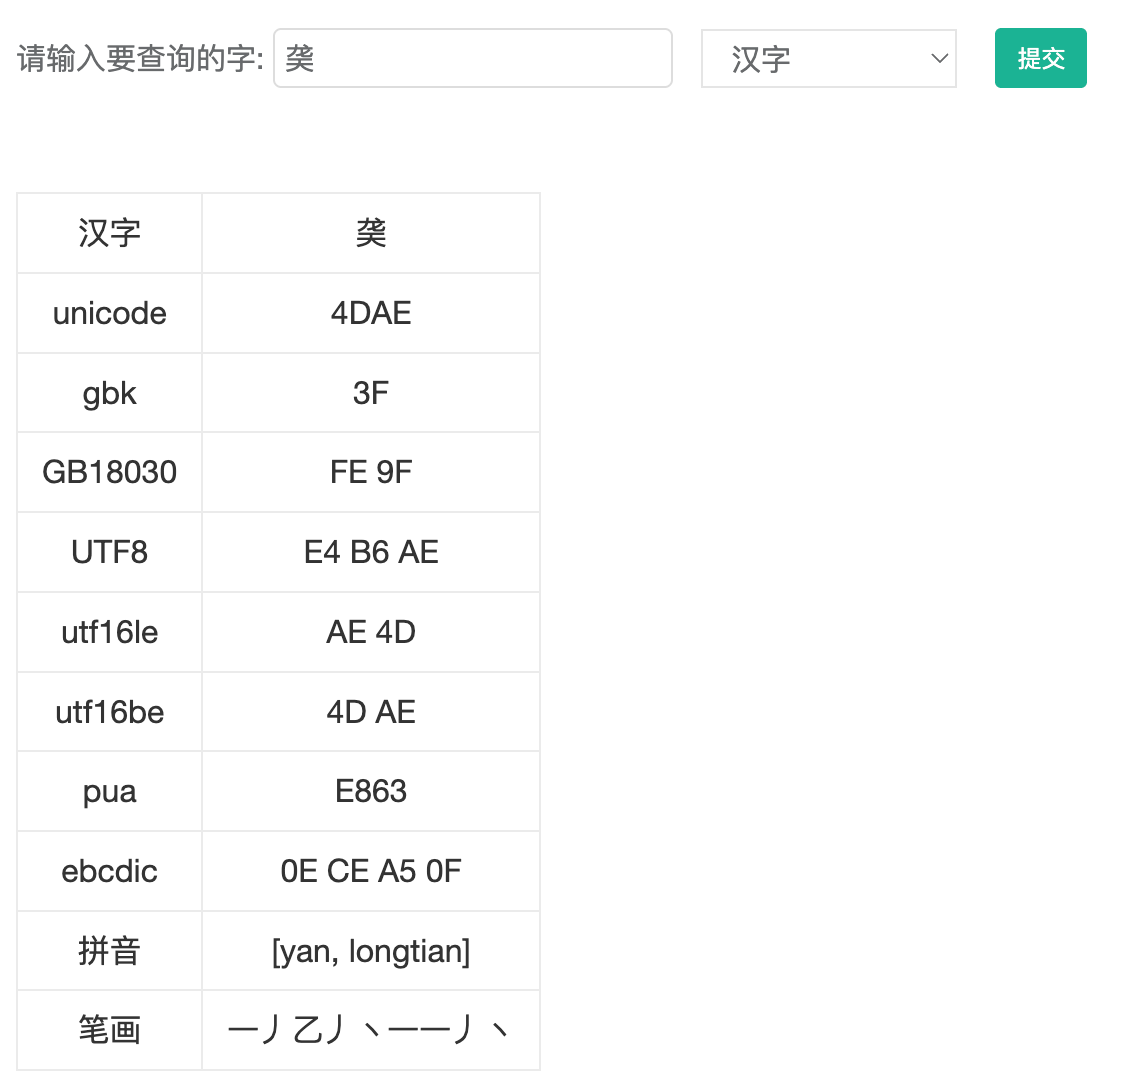 请输入要查询的字: 䶮 汉字 提交
汉字 䶮
unicode 4DAE
gbk 3F
GB18030 FE 9F
UTF8 E4 B6 AE
utf16le AE 4D
utf16be 4D AE
pua E863
ebcdic 0E CE A5 0F
拼音 [yan, longtian]
笔画 一丿乙丿丶一一丿丶